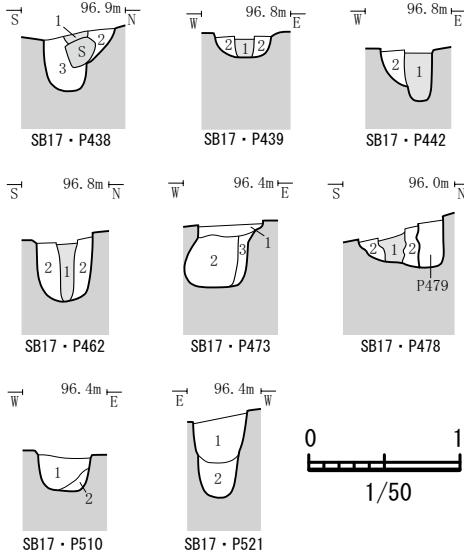 S 96.9m N
1
2
S
3
SB17・P438
W 96.8m E
2 1 2
SB17・P439
W 96.8m E
2 1
SB17・P442
S 96.8m N
2 1 2
SB17・P462
W 96.4m E
1
2 3
SB17・P473
S 96.0m N
2 1 2
P479
SB17・P478
W 96.4m E
1
2
SB17・P510
E 96.4m W
1
2
SB17・P521
0 1
1/50